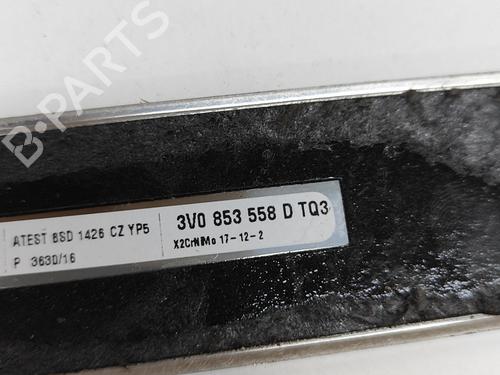 B-PARTS
ATEST 8SD 1426 CZ YP5
P 3630/16
3V0 853 558 D TQ3
X2CrNiMo 17-12-2